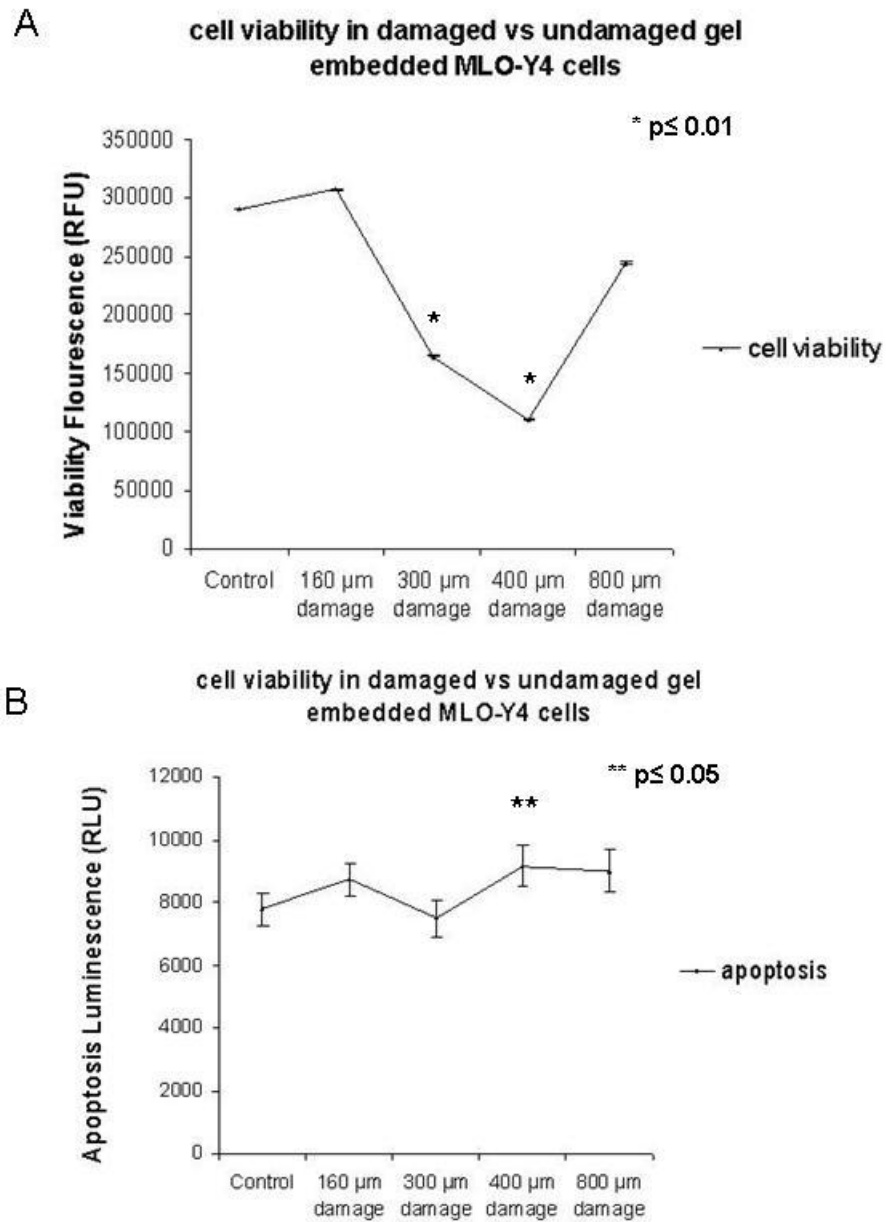 A
cell viability in damaged vs undamaged gel
embedded MLO-Y4 cells
* p≤ 0.01
Viability Flourescence (RFU)
350000
300000
250000
200000
150000
100000
50000
0
*
*
cell viability
Control
160 µm
damage
300 µm
damage
400 µm
damage
800 µm
damage
B
cell viability in damaged vs undamaged gel
embedded MLO-Y4 cells
** p≤ 0.05
Apoptosis Luminescence (RLU)
12000
10000
8000
6000
4000
2000
0
**
apoptosis
Control
160 µm
damage
300 µm
damage
400 µm
damage
800 µm
damage